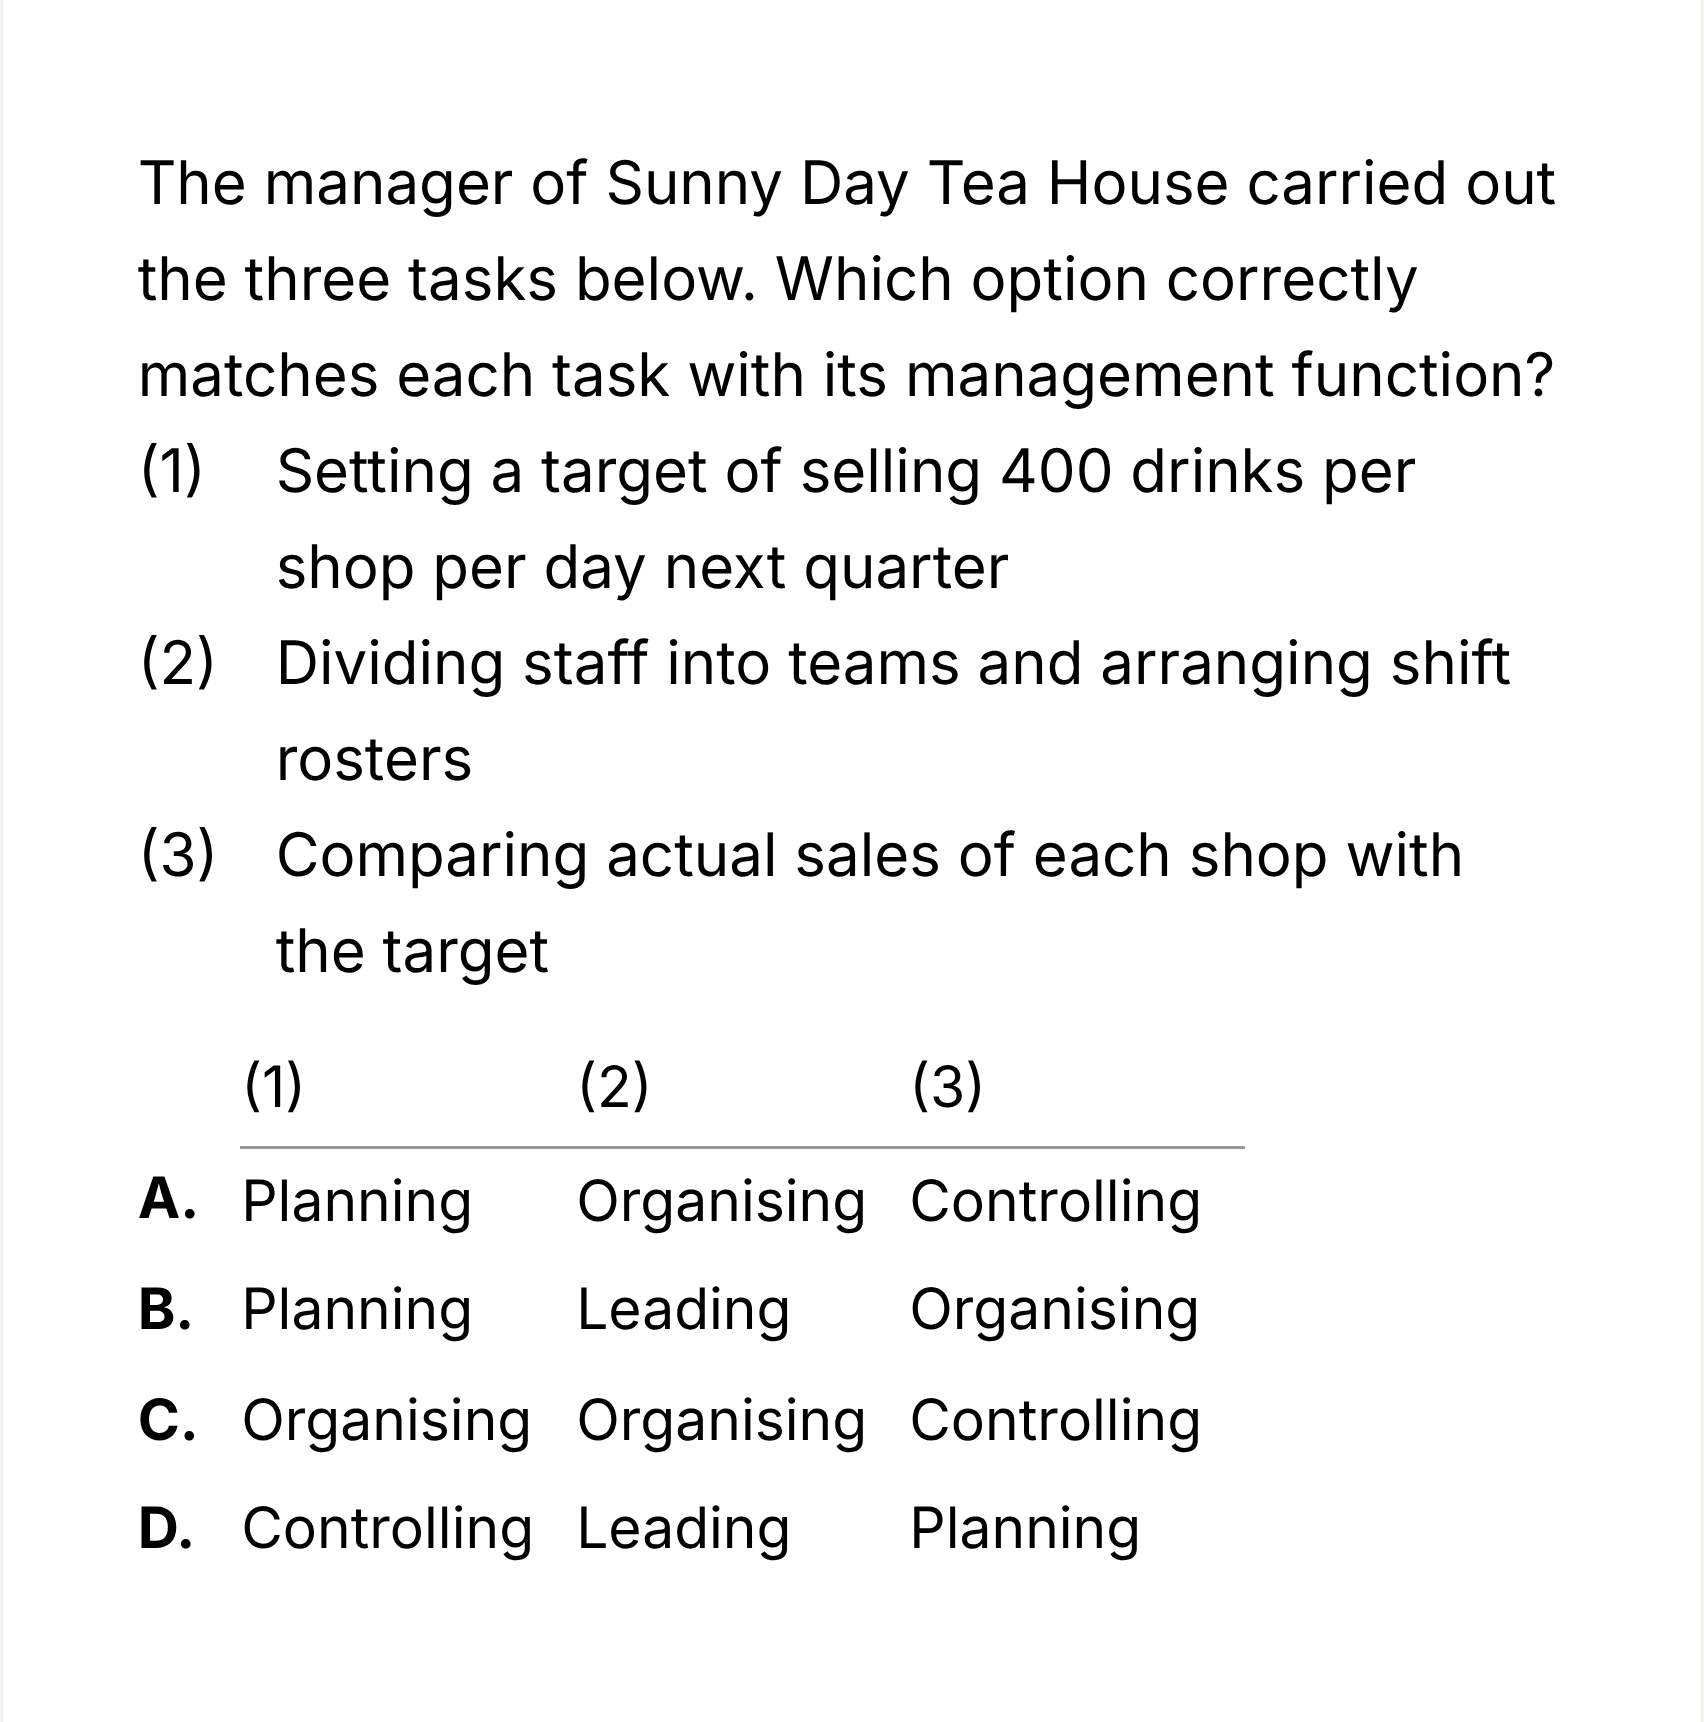 The manager of Sunny Day Tea House carried out
the three tasks below. Which option correctly
matches each task with its management function?
(1) Setting a target of selling 400 drinks per
shop per day next quarter
(2) Dividing staff into teams and arranging shift
rosters
(3) Comparing actual sales of each shop with
the target
(1) (2) (3)
A. Planning Organising Controlling
B. Planning Leading Organising
C. Organising Organising Controlling
D. Controlling Leading Planning